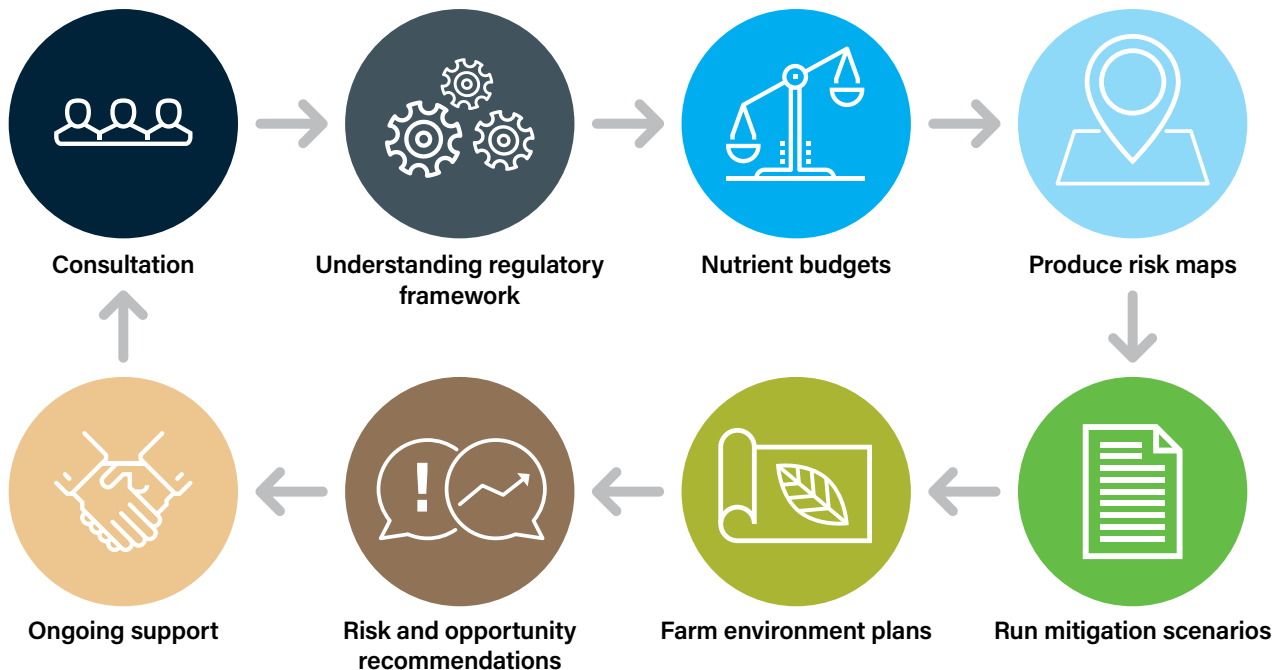 Consultation
Understanding regulatory
framework
Nutrient budgets
Produce risk maps
Run mitigation scenarios
Farm environment plans
Risk and opportunity
recommendations
Ongoing support